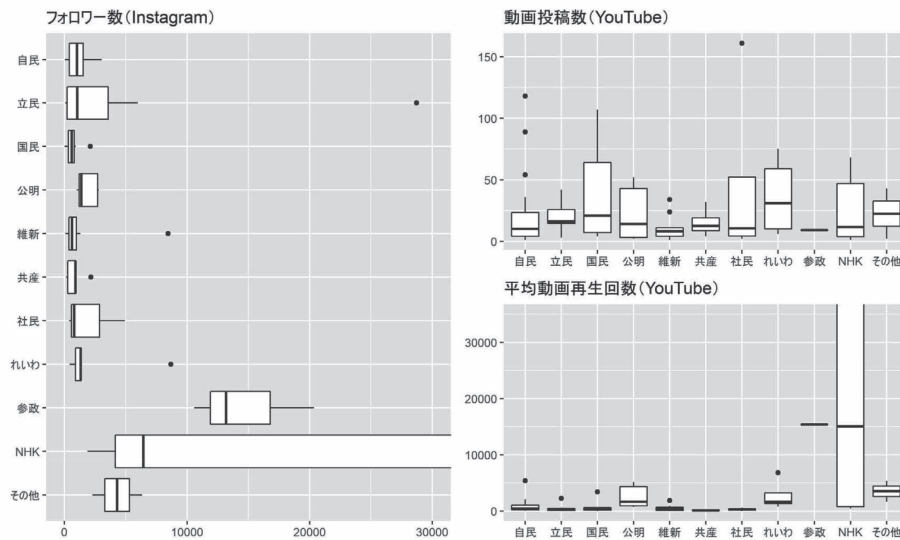 フォロワー数(Instagram)
自民
立民
国民
公明
維新
共産
社民
れいわ
参政
NHK
その他
0 10000 20000 30000
動画投稿数(YouTube)
150
100
50
0
自民 立民 国民 公明 維新 共産 社民 れいわ 参政 NHK その他
平均動画再生回数(YouTube)
30000
20000
10000
0
自民 立民 国民 公明 維新 共産 社民 れいわ 参政 NHK その他